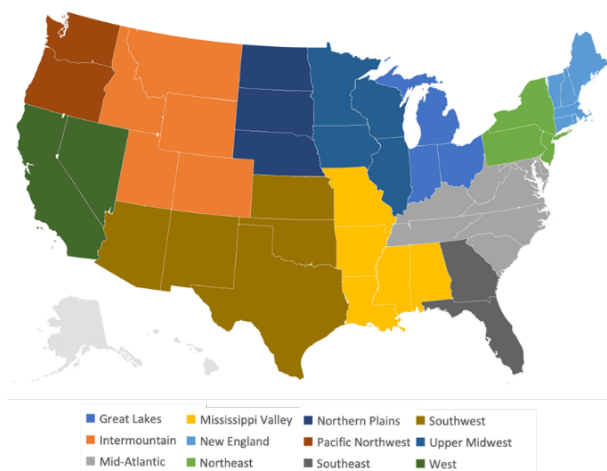 Great Lakes Mississippi Valley Northern Plains Southwest
Intermountain New England Pacific Northwest Upper Midwest
Mid-Atlantic Northeast Southeast West